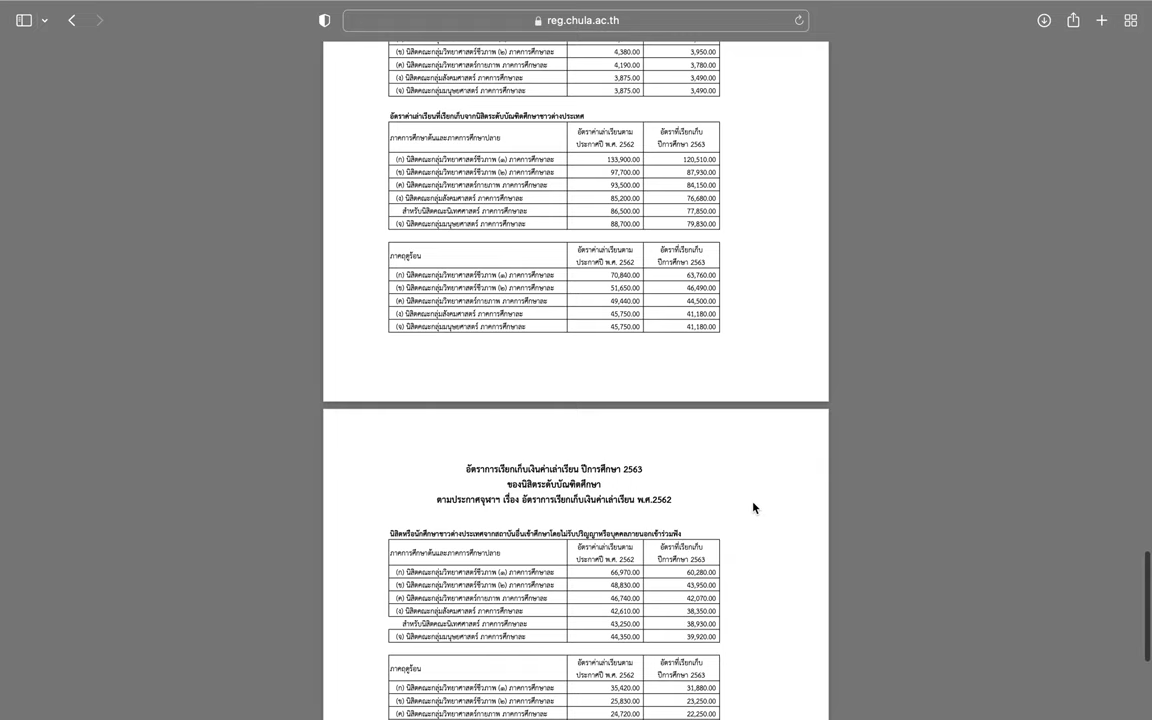 reg.chula.ac.th
(ข) นิสิตคณะกลุ่มวิทยาศาสตร์ชีวภาพ (๒) ภาคการศึกษาละ 4,380.00 3,950.00
(ค) นิสิตคณะกลุ่มวิทยาศาสตร์กายภาพ ภาคการศึกษาละ 4,190.00 3,780.00
(ง) นิสิตคณะกลุ่มสังคมศาสตร์ ภาคการศึกษาละ 3,875.00 3,490.00
(จ) นิสิตคณะกลุ่มมนุษยศาสตร์ ภาคการศึกษาละ 3,875.00 3,490.00
อัตราค่าเล่าเรียนที่เรียกเก็บจากนิสิตระดับบัณฑิตศึกษาชาวต่างประเทศ
ภาคการศึกษาต้นและภาคการศึกษาปลาย อัตราค่าเล่าเรียนตาม อัตราที่เรียกเก็บ
ประกาศปี พ.ศ. 2562 ปีการศึกษา 2563
(ก) นิสิตคณะกลุ่มวิทยาศาสตร์ชีวภาพ (๑) ภาคการศึกษาละ 133,900.00 120,510.00
(ข) นิสิตคณะกลุ่มวิทยาศาสตร์ชีวภาพ (๒) ภาคการศึกษาละ 97,700.00 87,930.00
(ค) นิสิตคณะกลุ่มวิทยาศาสตร์กายภาพ ภาคการศึกษาละ 93,500.00 84,150.00
(ง) นิสิตคณะกลุ่มสังคมศาสตร์ ภาคการศึกษาละ 85,200.00 76,680.00
สำหรับนิสิตคณะนิเทศศาสตร์ ภาคการศึกษาละ 86,500.00 77,850.00
(จ) นิสิตคณะกลุ่มมนุษยศาสตร์ ภาคการศึกษาละ 88,700.00 79,830.00
ภาคฤดูร้อน อัตราค่าเล่าเรียนตาม อัตราที่เรียกเก็บ
ประกาศปี พ.ศ. 2562 ปีการศึกษา 2563
(ก) นิสิตคณะกลุ่มวิทยาศาสตร์ชีวภาพ (๑) ภาคการศึกษาละ 70,840.00 63,760.00
(ข) นิสิตคณะกลุ่มวิทยาศาสตร์ชีวภาพ (๒) ภาคการศึกษาละ 51,650.00 46,490.00
(ค) นิสิตคณะกลุ่มวิทยาศาสตร์กายภาพ ภาคการศึกษาละ 49,440.00 44,500.00
(ง) นิสิตคณะกลุ่มสังคมศาสตร์ ภาคการศึกษาละ 45,750.00 41,180.00
(จ) นิสิตคณะกลุ่มมนุษยศาสตร์ ภาคการศึกษาละ 45,750.00 41,180.00
อัตราการเรียกเก็บเงินค่าเล่าเรียน ปีการศึกษา 2563
ของนิสิตระดับบัณฑิตศึกษา
ตามประกาศจุฬาฯ เรื่อง อัตราการเรียกเก็บเงินค่าเล่าเรียน พ.ศ.2562
นิสิตหรือนักศึกษาชาวต่างประเทศจากสถาบันอื่นเข้าศึกษาโดยไม่รับปริญญาหรือบุคคลภายนอกเข้าร่วมฟัง
ภาคการศึกษาต้นและภาคการศึกษาปลาย อัตราค่าเล่าเรียนตาม อัตราที่เรียกเก็บ
ประกาศปี พ.ศ. 2562 ปีการศึกษา 2563
(ก) นิสิตคณะกลุ่มวิทยาศาสตร์ชีวภาพ (๑) ภาคการศึกษาละ 66,970.00 60,280.00
(ข) นิสิตคณะกลุ่มวิทยาศาสตร์ชีวภาพ (๒) ภาคการศึกษาละ 48,830.00 43,950.00
(ค) นิสิตคณะกลุ่มวิทยาศาสตร์กายภาพ ภาคการศึกษาละ 46,740.00 42,070.00
(ง) นิสิตคณะกลุ่มสังคมศาสตร์ ภาคการศึกษาละ 42,610.00 38,350.00
สำหรับนิสิตคณะนิเทศศาสตร์ ภาคการศึกษาละ 43,250.00 38,930.00
(จ) นิสิตคณะกลุ่มมนุษยศาสตร์ ภาคการศึกษาละ 44,350.00 39,920.00
ภาคฤดูร้อน อัตราค่าเล่าเรียนตาม อัตราที่เรียกเก็บ
ประกาศปี พ.ศ. 2562 ปีการศึกษา 2563
(ก) นิสิตคณะกลุ่มวิทยาศาสตร์ชีวภาพ (๑) ภาคการศึกษาละ 35,420.00 31,880.00
(ข) นิสิตคณะกลุ่มวิทยาศาสตร์ชีวภาพ (๒) ภาคการศึกษาละ 25,830.00 23,250.00
(ค) นิสิตคณะกลุ่มวิทยาศาสตร์กายภาพ ภาคการศึกษาละ 24,720.00 22,250.00